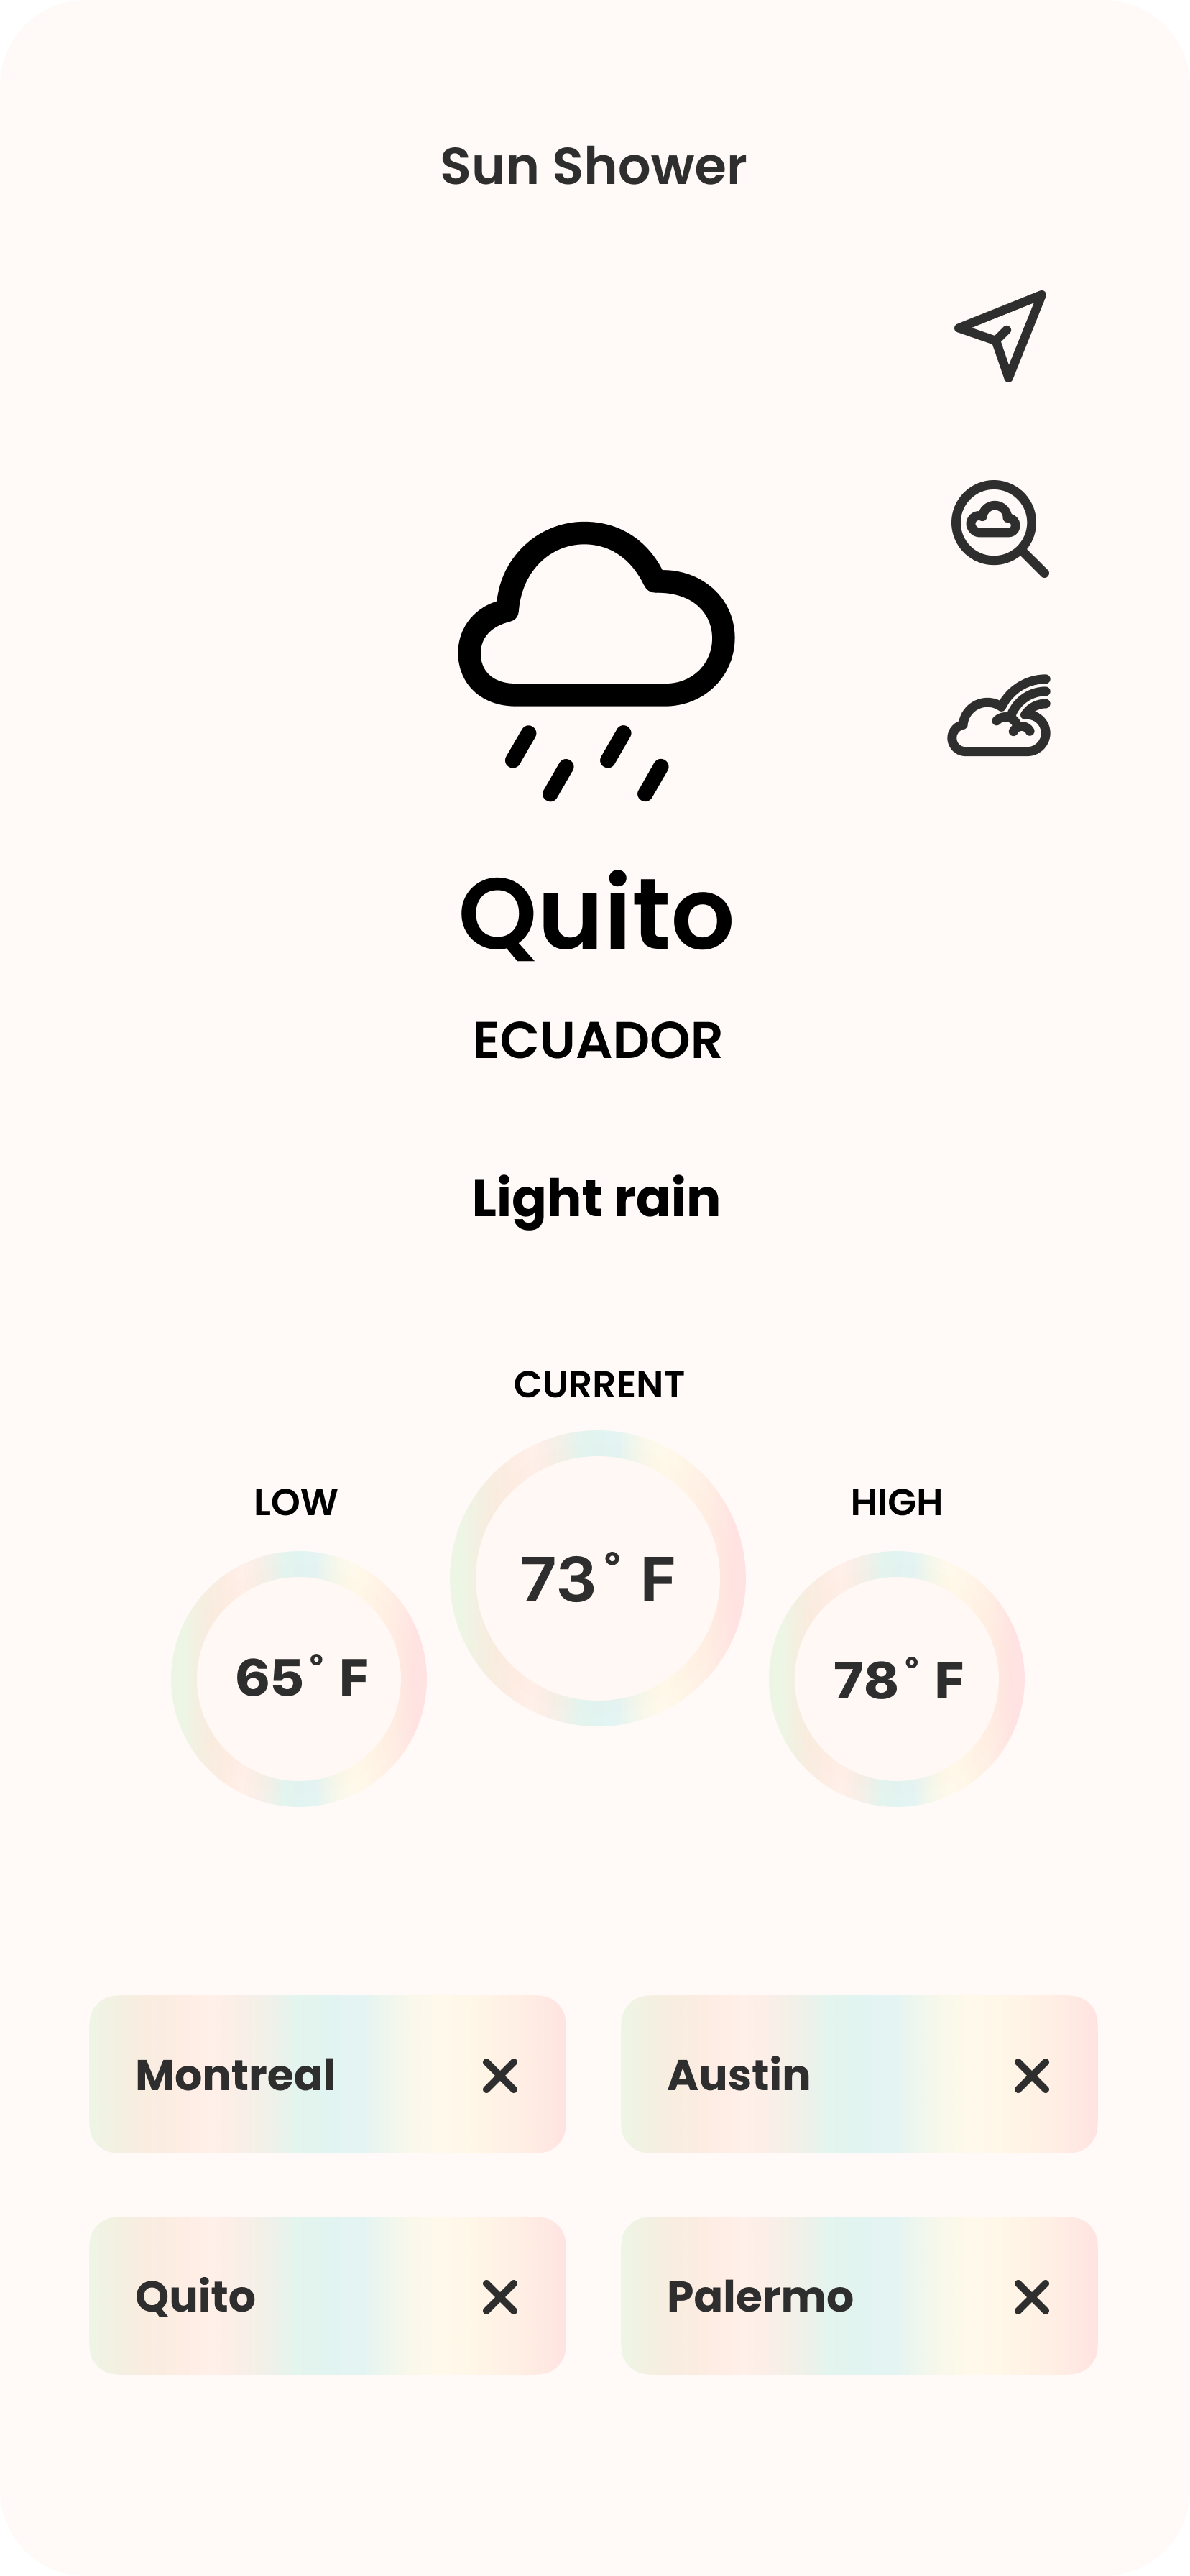 Sun Shower
Quito
ECUADOR
Light rain
CURRENT
73° F
LOW
65° F
HIGH
78° F
Montreal
Austin
Quito
Palermo